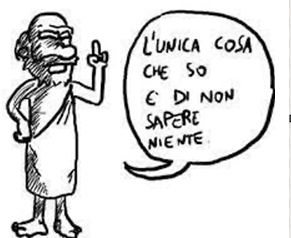 L'UNICA COSA
CHE SO
E' DI NON
SAPERE
NIENTE